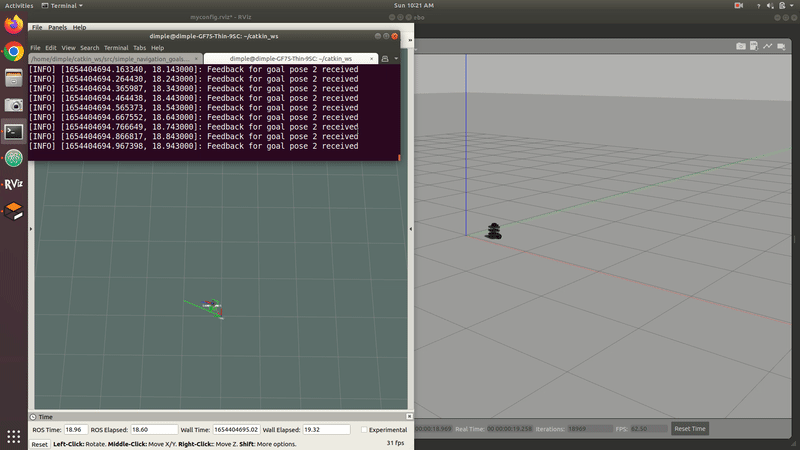 Activities
Terminal
Sun 10:21 AM
myconfig.rviz* - RViz
File Panels
dimple@dimple-GF75-Thin-9SC: ~/catkin_ws
File Edit View Search Terminal Tabs Help
/home/dimple/catkin_ws/src/simple_navigation_goals...
dimple@dimple-GF75-Thin-9SC: ~/catkin_ws
[INFO] [1654404694.163340, 18.143000]: Feedback for goal pose 2 received
[INFO] [1654404694.264430, 18.243000]: Feedback for goal pose 2 received
[INFO] [1654404694.365987, 18.343000]: Feedback for goal pose 2 received
[INFO] [1654404694.464438, 18.443000]: Feedback for goal pose 2 received
[INFO] [1654404694.565373, 18.543000]: Feedback for goal pose 2 received
[INFO] [1654404694.667552, 18.643000]: Feedback for goal pose 2 received
[INFO] [1654404694.766649, 18.743000]: Feedback for goal pose 2 received
[INFO] [1654404694.866817, 18.843000]: Feedback for goal pose 2 received
[INFO] [1654404694.967398, 18.943000]: Feedback for goal pose 2 received
RViz
Time
ROS Time: 18.96 ROS Elapsed: 18.60 Wall Time: 1654404695.02 Wall Elapsed: 19.32 Experimental
Reset Left-Click: Rotate. Middle-Click: Move X/Y. Right-Click:: Move Z. Shift: More options. 31 fps
00:00:00:18.969 Real Time: 00 00:00:19.258 Iterations: 18969 FPS: 62.50 Reset Time